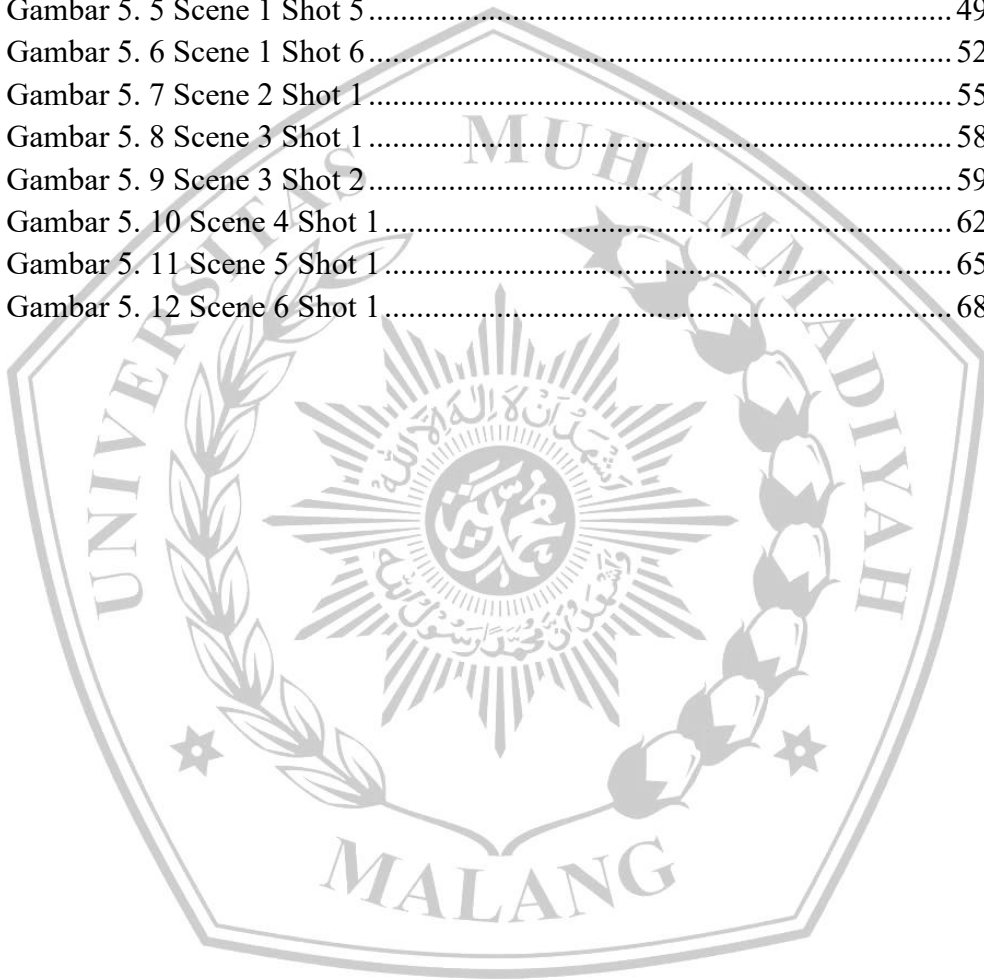 Gambar 5. 5 Scene 1 Shot 5 ........................................................................ 49
Gambar 5. 6 Scene 1 Shot 6 ........................................................................ 52
Gambar 5. 7 Scene 2 Shot 1 ........................................................................ 55
Gambar 5. 8 Scene 3 Shot 1 ........................................................................ 58
Gambar 5. 9 Scene 3 Shot 2 ........................................................................ 59
Gambar 5. 10 Scene 4 Shot 1 ...................................................................... 62
Gambar 5. 11 Scene 5 Shot 1 ...................................................................... 65
Gambar 5. 12 Scene 6 Shot 1 ...................................................................... 68
UNIVERSITAS MUHAMMADIYAH
MALANG